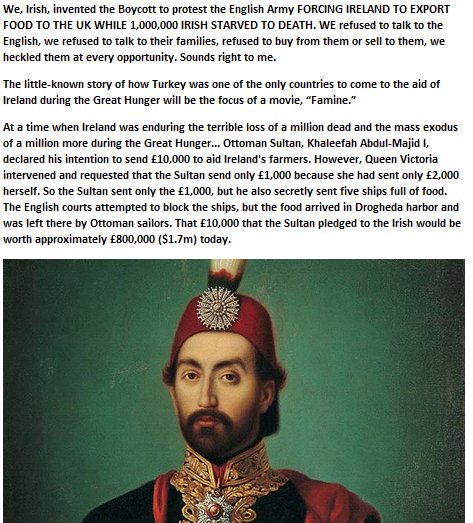 We, Irish, invented the Boycott to protest the English Army FORCING IRELAND TO EXPORT
FOOD TO THE UK WHILE 1,000,000 IRISH STARVED TO DEATH. WE refused to talk to the
English, we refused to talk to their families, refused to buy from them or sell to them, we
heckled them at every opportunity. Sounds right to me.
The little-known story of how Turkey was one of the only countries to come to the aid of
Ireland during the Great Hunger will be the focus of a movie, “Famine.”
At a time when Ireland was enduring the terrible loss of a million dead and the mass exodus
of a million more during the Great Hunger... Ottoman Sultan, Khaleefah Abdul-Majid I,
declared his intention to send £10,000 to aid Ireland's farmers. However, Queen Victoria
intervened and requested that the Sultan send only £1,000 because she had sent only £2,000
herself. So the Sultan sent only the £1,000, but he also secretly sent five ships full of food.
The English courts attempted to block the ships, but the food arrived in Drogheda harbor and
was left there by Ottoman sailors. That £10,000 that the Sultan pledged to the Irish would be
worth approximately £800,000 ($1.7m) today.